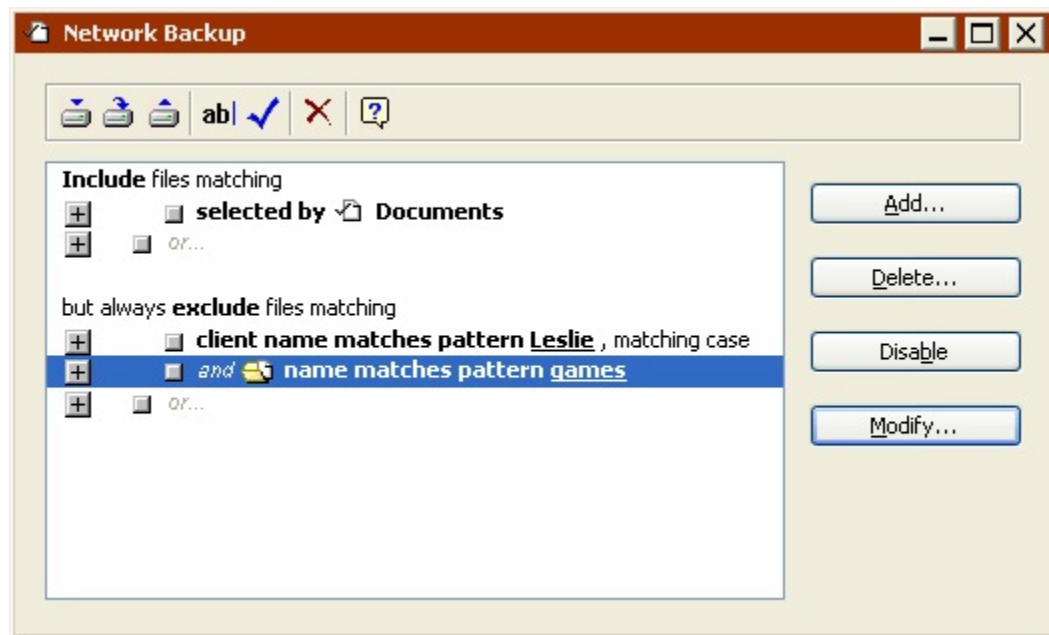 Network Backup
ab|
Include files matching
selected by Documents
or...
but always exclude files matching
client name matches pattern Leslie , matching case
and name matches pattern games
or...
Add...
Delete...
Disable
Modify...